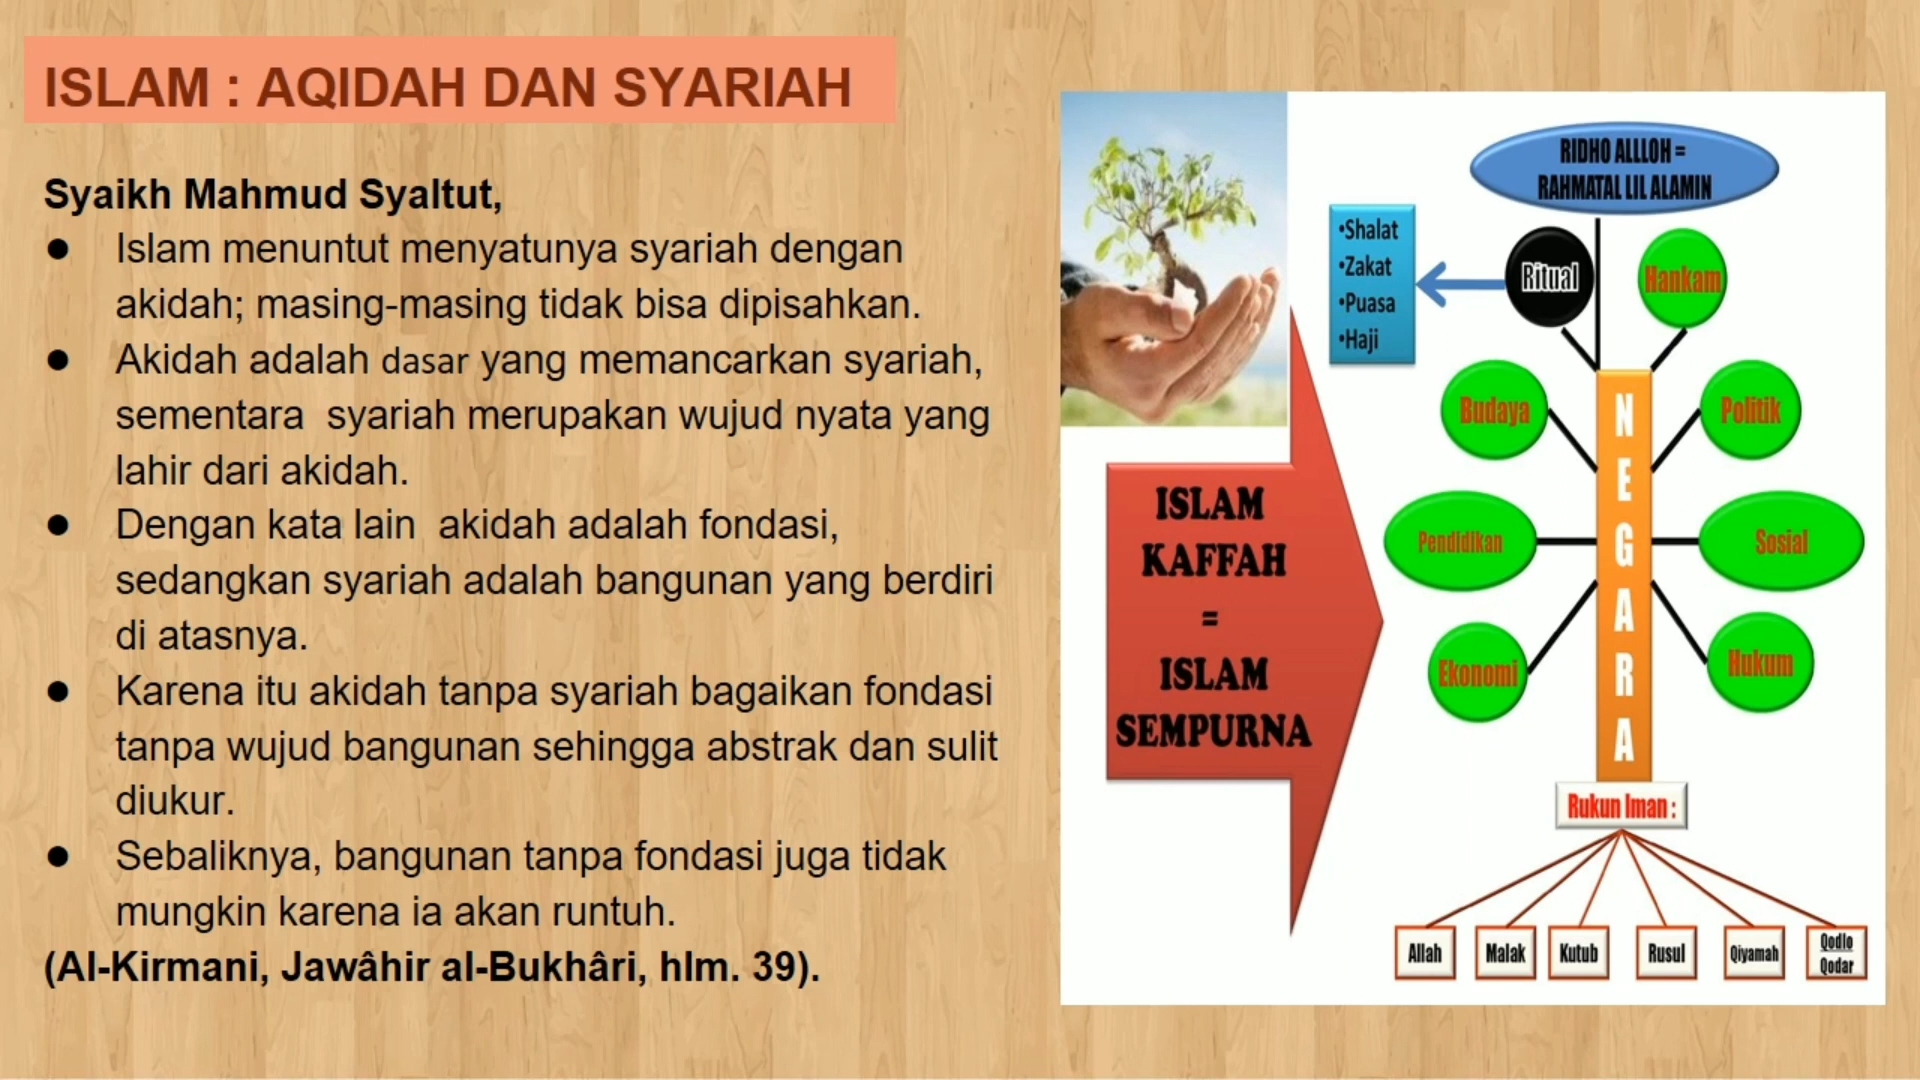 ISLAM : AQIDAH DAN SYARIAH
Syaikh Mahmud Syaltut,
● Islam menuntut menyatunya syariah dengan
akidah; masing-masing tidak bisa dipisahkan.
● Akidah adalah dasar yang memancarkan syariah,
sementara syariah merupakan wujud nyata yang
lahir dari akidah.
● Dengan kata lain akidah adalah fondasi,
sedangkan syariah adalah bangunan yang berdiri
di atasnya.
● Karena itu akidah tanpa syariah bagaikan fondasi
tanpa wujud bangunan sehingga abstrak dan sulit
diukur.
● Sebaliknya, bangunan tanpa fondasi juga tidak
mungkin karena ia akan runtuh.
(Al-Kirmani, Jawâhir al-Bukhâri, hlm. 39).
ISLAM
KAFFAH
=
ISLAM
SEMPURNA
RIDHO ALLLOH =
RAHMATAL LIL ALAMIN
•Shalat
•Zakat
•Puasa
•Haji
Ritual
Hankam
Budaya
Politik
Pendidikan
Sosial
Ekonomi
Hukum
NEGARA
Rukun Iman :
Allah
Malak
Kutub
Rusul
Qiyamah
Qodlo
Qodar